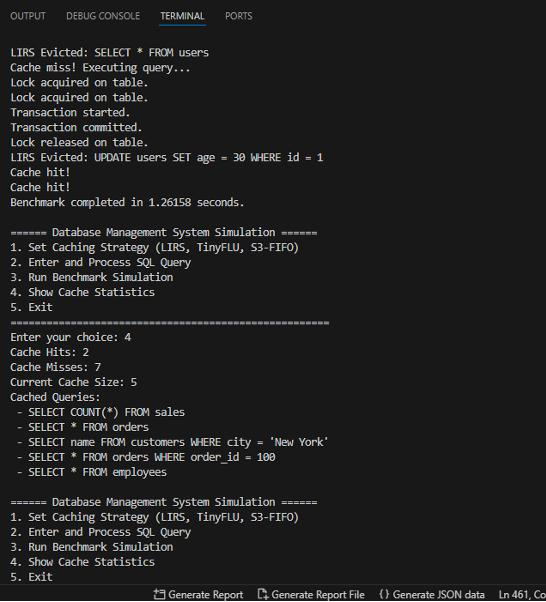 OUTPUT DEBUG CONSOLE TERMINAL PORTS
LIRS Evicted: SELECT * FROM users
Cache miss! Executing query...
Lock acquired on table.
Lock acquired on table.
Transaction started.
Transaction committed.
Lock released on table.
LIRS Evicted: UPDATE users SET age = 30 WHERE id = 1
Cache hit!
Cache hit!
Benchmark completed in 1.26158 seconds.
====== Database Management System Simulation ======
1. Set Caching Strategy (LIRS, TinyFLU, S3-FIFO)
2. Enter and Process SQL Query
3. Run Benchmark Simulation
4. Show Cache Statistics
5. Exit
=====================================================
Enter your choice: 4
Cache Hits: 2
Cache Misses: 7
Current Cache Size: 5
Cached Queries:
 - SELECT COUNT(*) FROM sales
 - SELECT * FROM orders
 - SELECT name FROM customers WHERE city = 'New York'
 - SELECT * FROM orders WHERE order_id = 100
 - SELECT * FROM employees
====== Database Management System Simulation ======
1. Set Caching Strategy (LIRS, TinyFLU, S3-FIFO)
2. Enter and Process SQL Query
3. Run Benchmark Simulation
4. Show Cache Statistics
5. Exit
Generate Report Generate Report File {} Generate JSON data Ln 461, Co